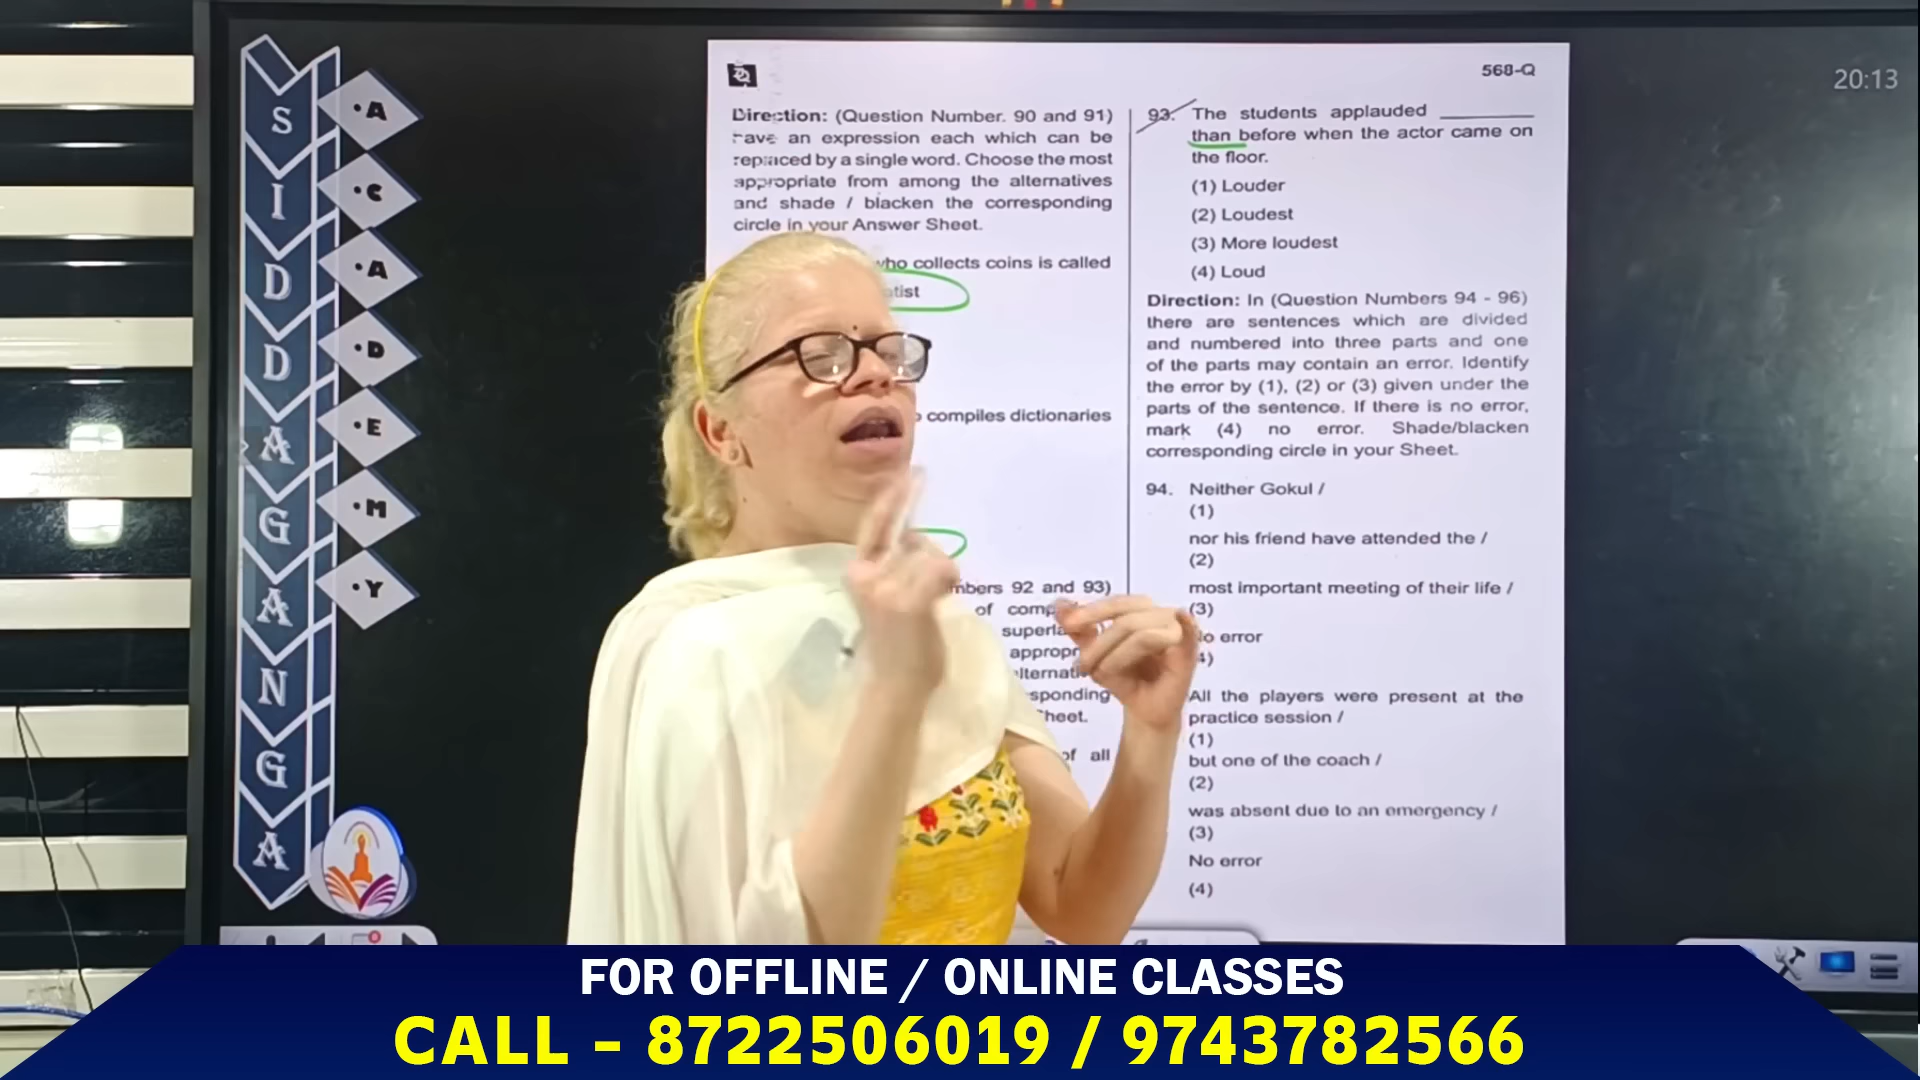 SIDDAGANGA
• A
• C
• A
• D
• E
• M
• Y
568-Q
20:13
Direction: (Question Number. 90 and 91)
have an expression each which can be
replaced by a single word. Choose the most
appropriate from among the alternatives
and shade / blacken the corresponding
circle in your Answer Sheet.
who collects coins is called
compiles dictionaries
92 and 93)
of
sponding
of all
93. The students applauded ________
than before when the actor came on
the floor.
(1) Louder
(2) Loudest
(3) More loudest
(4) Loud
Direction: In (Question Numbers 94 - 96)
there are sentences which are divided
and numbered into three parts and one
of the parts may contain an error. Identify
the error by (1), (2) or (3) given under the
parts of the sentence. If there is no error,
mark (4) no error. Shade/blacken
corresponding circle in your Sheet.
94. Neither Gokul /
(1)
nor his friend have attended the /
(2)
most important meeting of their life /
(3)
No error
All the players were present at the
practice session /
(1)
but one of the coach /
(2)
was absent due to an emergency /
(3)
No error
(4)
FOR OFFLINE / ONLINE CLASSES
CALL – 8722506019 / 9743782566